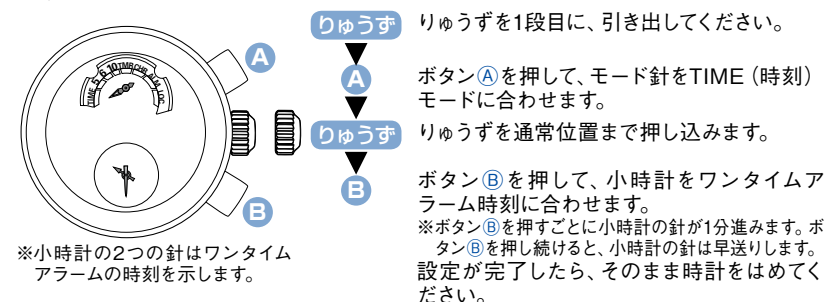 りゅうず
りゅうずを1段目に、引き出してください。
A
A
ボタンⒶを押して、モード針をTIME（時刻）
モードに合わせます。
TIME 5 6 10 TMR CHR ALM LOC
りゅうず
りゅうずを通常位置まで押し込みます。
B
B
ボタンⒷを押して、小時計をワンタイムア
ラーム時刻に合わせます。
※ボタンⒷを押すごとに小時計の針が1分進みます。ボ
タンⒷを押し続けると、小時計の針は早送りします。
設定が完了したら、そのまま時計をはめてく
ださい。
※小時計の2つの針はワンタイム
アラームの時刻を示します。